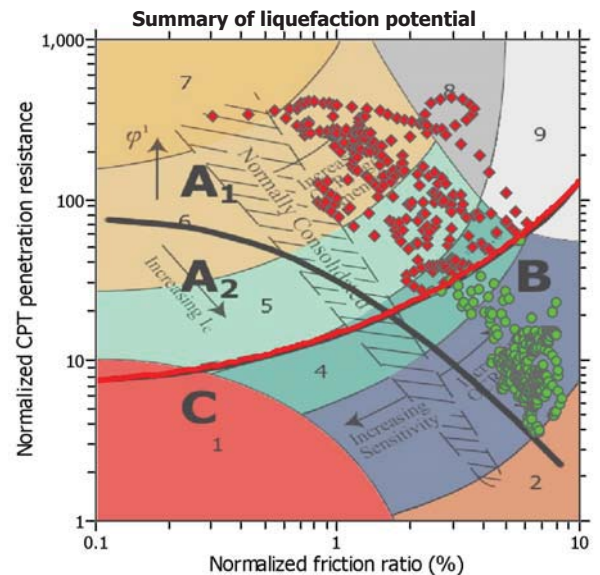 Summary of liquefaction potential
Normalized CPT penetration resistance
1,000
100
10
1
7
8
9
φ'
A1
Normally Consolidated
6
Increasing Ic
A2
5
B
4
C
1
Increasing
Sensitivity
2
0.1
1
10
Normalized friction ratio (%)